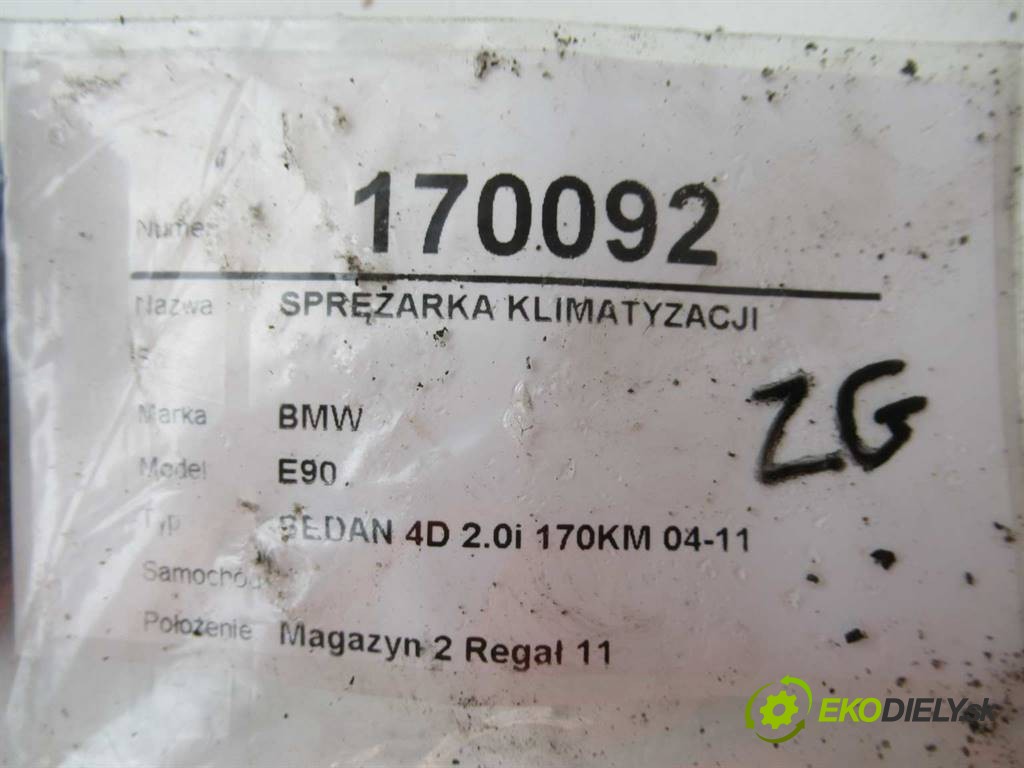 Numer 170092
Nazwa SPRĘŻARKA KLIMATYZACJI
Marka BMW
ZG
Model E90
Typ SEDAN 4D 2.0i 170KM 04-11
Samochód
Położenie Magazyn 2 Regał 11
EKODIELY.sk